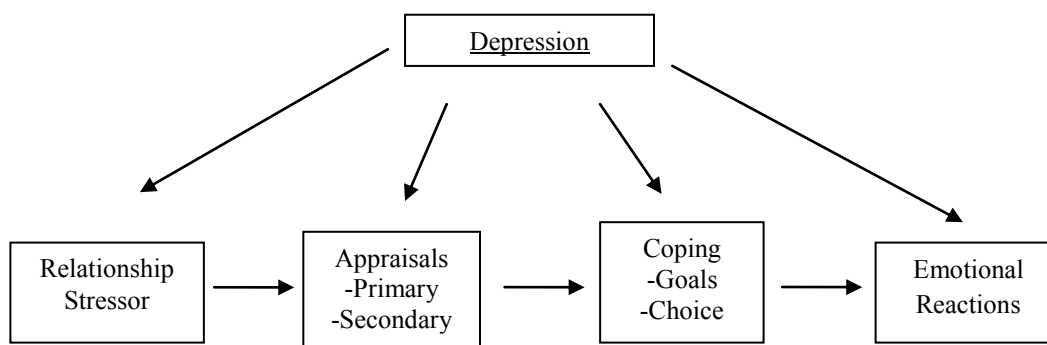 Depression
Relationship
Stressor
Appraisals
-Primary
-Secondary
Coping
-Goals
-Choice
Emotional
Reactions